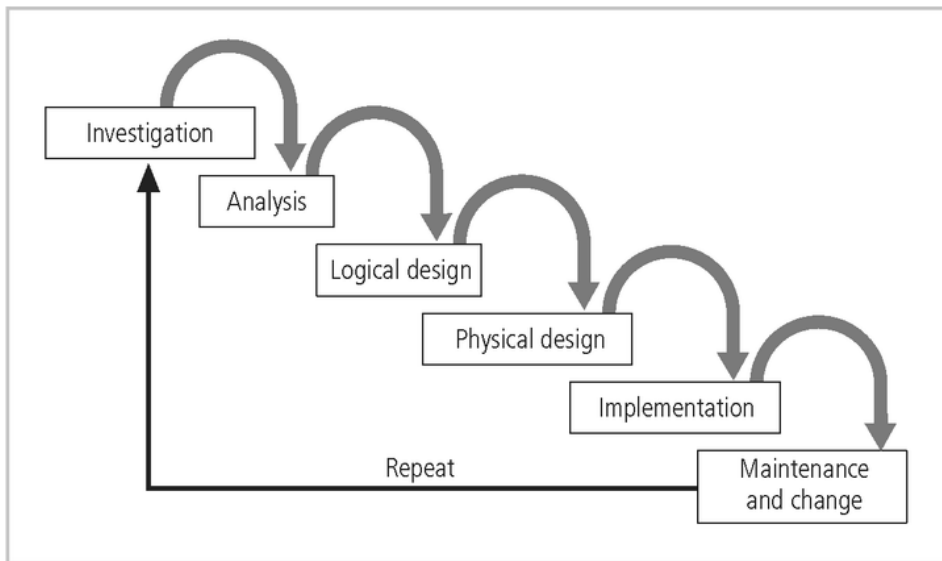 Investigation
Analysis
Logical design
Physical design
Implementation
Maintenance
and change
Repeat